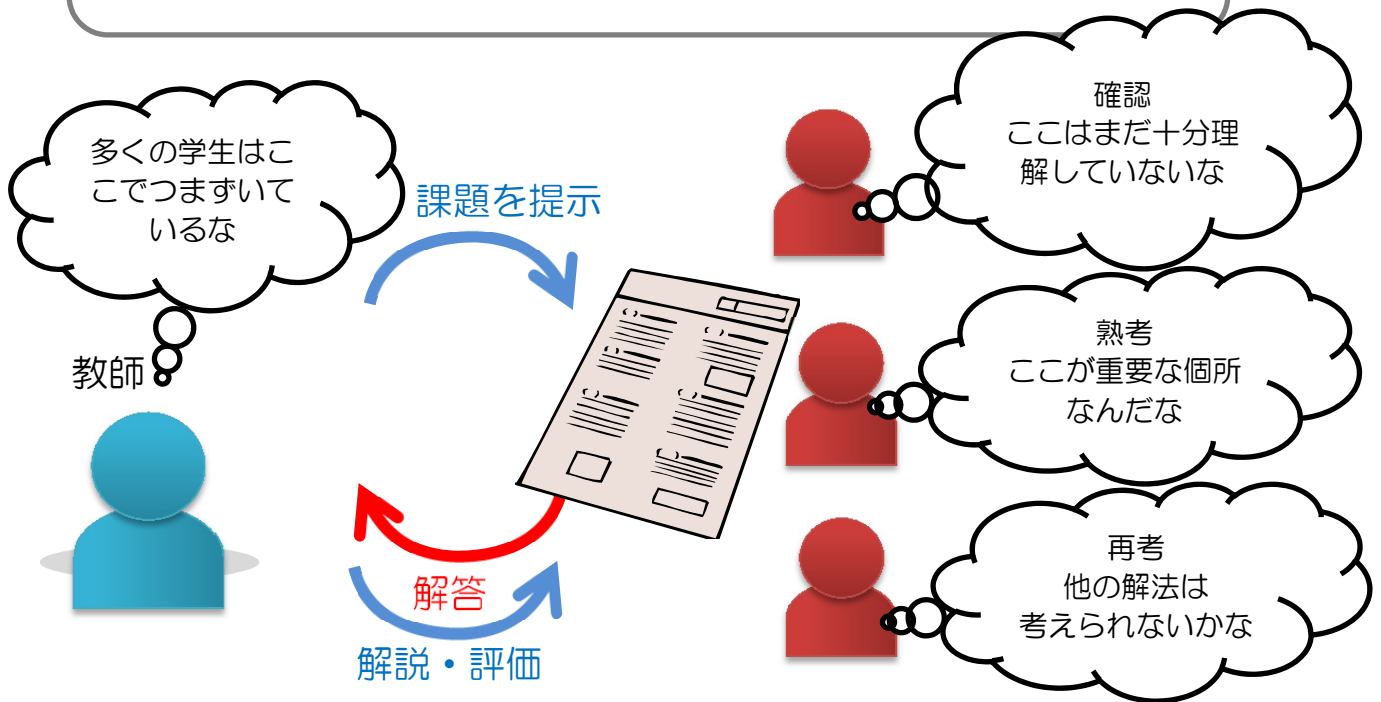 多くの学生はこ
こでつまずいて
いるな
教師
課題を提示
解答
解説・評価
確認
ここはまだ十分理
解していないな
熟考
ここが重要な個所
なんだな
再考
他の解法は
考えられないかな